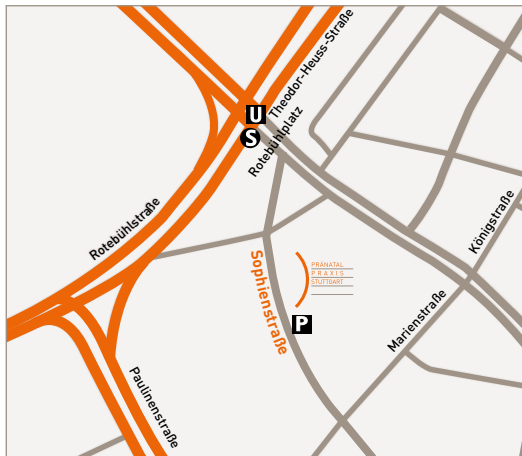 Theodor-Heuss-Straße
U
S
Rotebühlplatz
Rotebühlstraße
Königstraße
Sophienstraße
PRÄNATAL
PRAXIS
STUTTGART
P
Marienstraße
Paulinenstraße